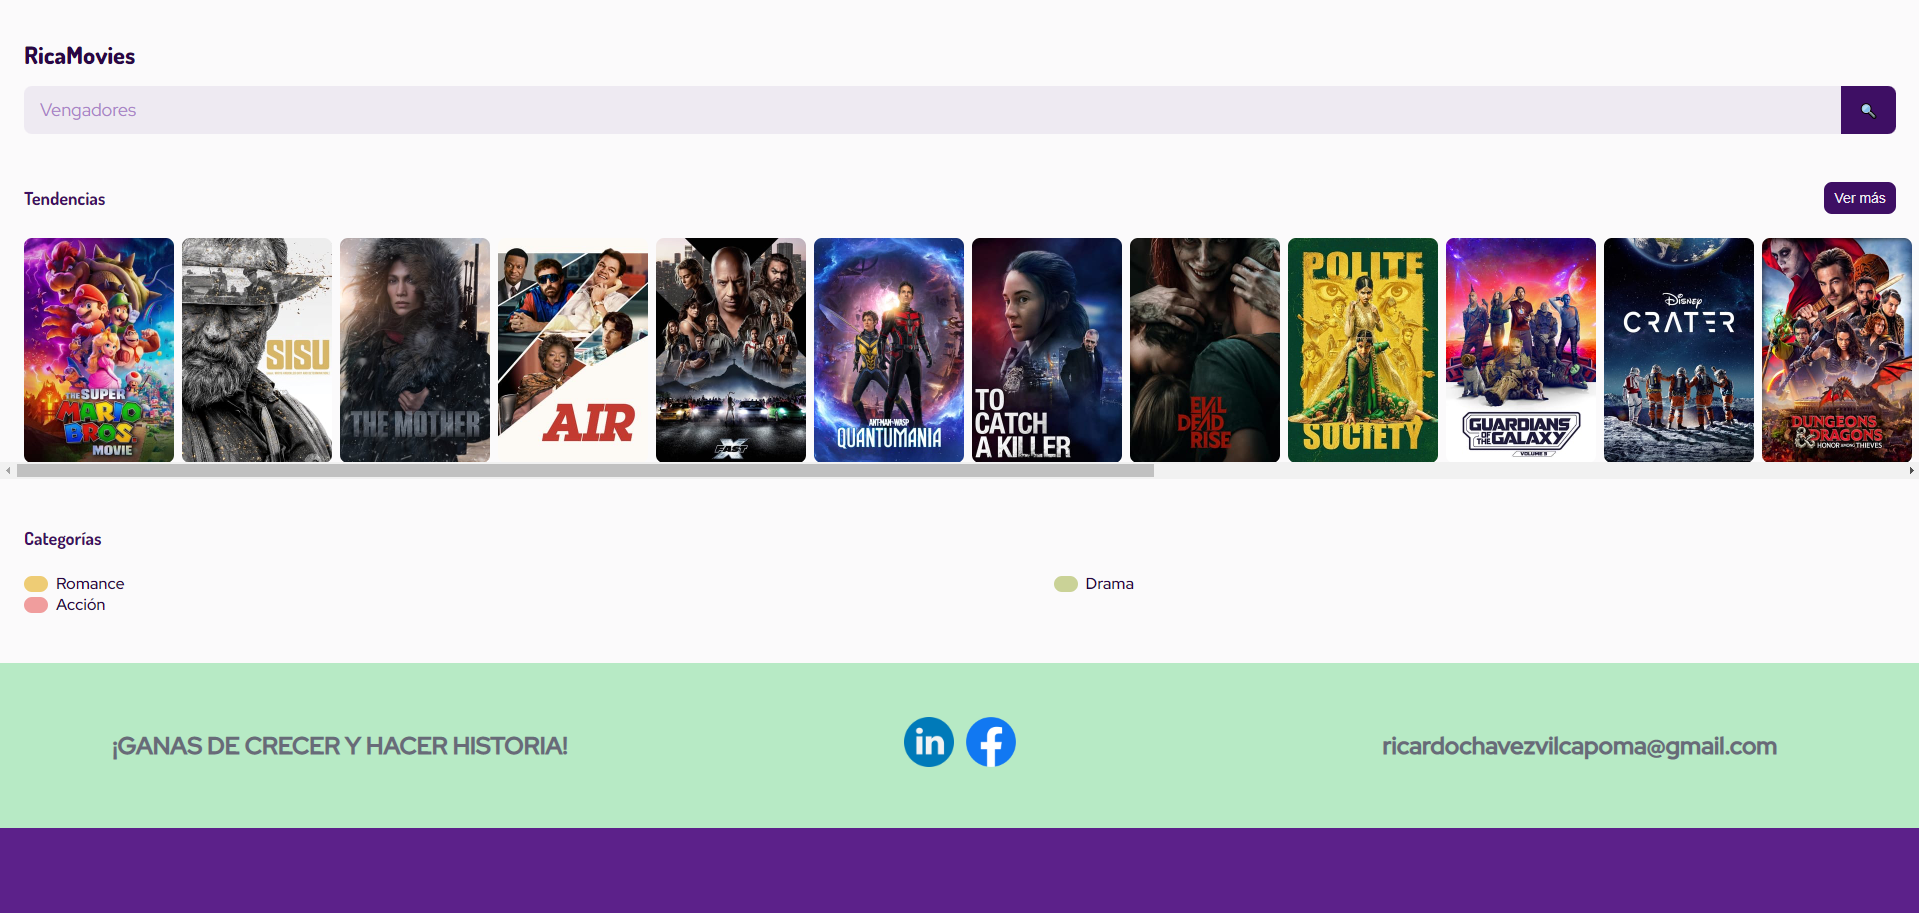 RicaMovies
Vengadores
Tendencias
Ver más
THE SUPER
MARIO
BROS.
MOVIE
SISU
THE MOTHER
AIR
FAST X
ANT-MAN AND THE WASP
QUANTUMANIA
TO
CATCH
A KILLER
EVIL
DEAD
RISE
POLITE
SOCIETY
GUARDIANS
OF THE
GALAXY
VOLUME 3
Disney
CRATER
DUNGEONS
& DRAGONS
HONOR AMONG THIEVES
Categorías
Romance
Drama
Acción
¡GANAS DE CRECER Y HACER HISTORIA!
in
f
ricardochavezvilcapoma@gmail.com